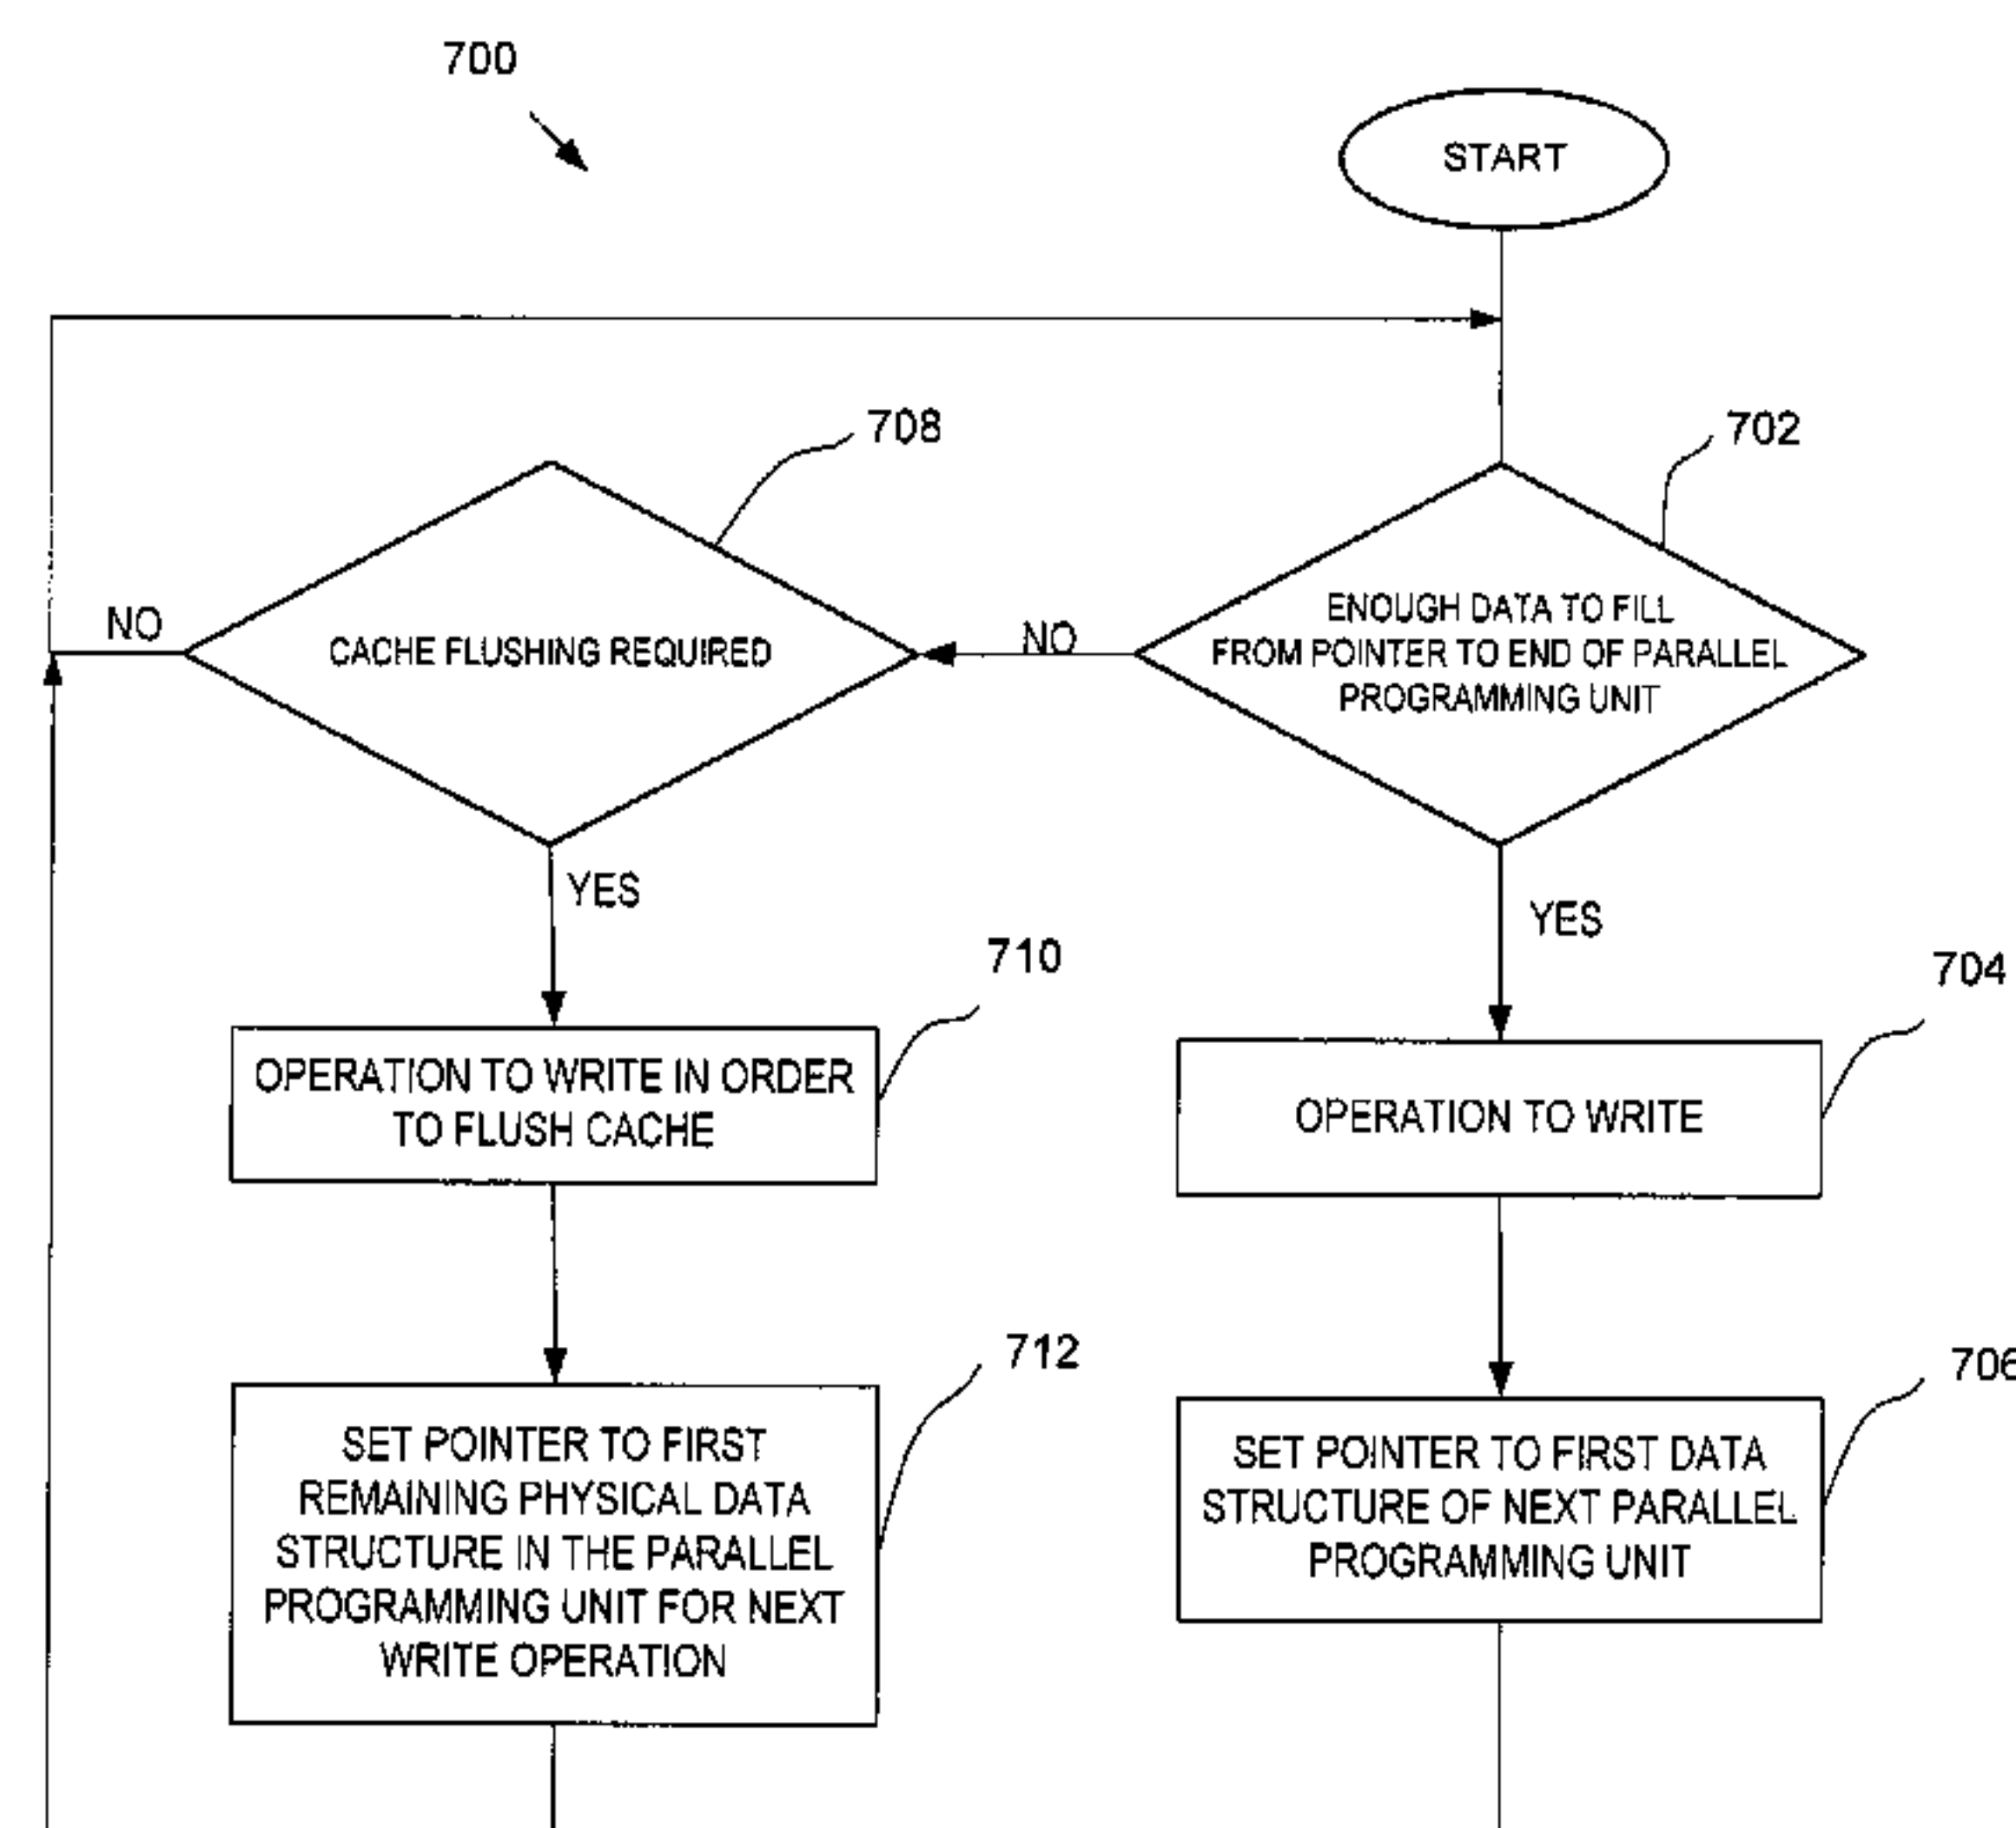 700
START
708
702
NO
CACHE FLUSHING REQUIRED
NO
ENOUGH DATA TO FILL
FROM POINTER TO END OF PARALLEL
PROGRAMMING UNIT
YES
YES
710
704
OPERATION TO WRITE IN ORDER
TO FLUSH CACHE
OPERATION TO WRITE
712
706
SET POINTER TO FIRST
REMAINING PHYSICAL DATA
STRUCTURE IN THE PARALLEL
PROGRAMMING UNIT FOR NEXT
WRITE OPERATION
SET POINTER TO FIRST DATA
STRUCTURE OF NEXT PARALLEL
PROGRAMMING UNIT